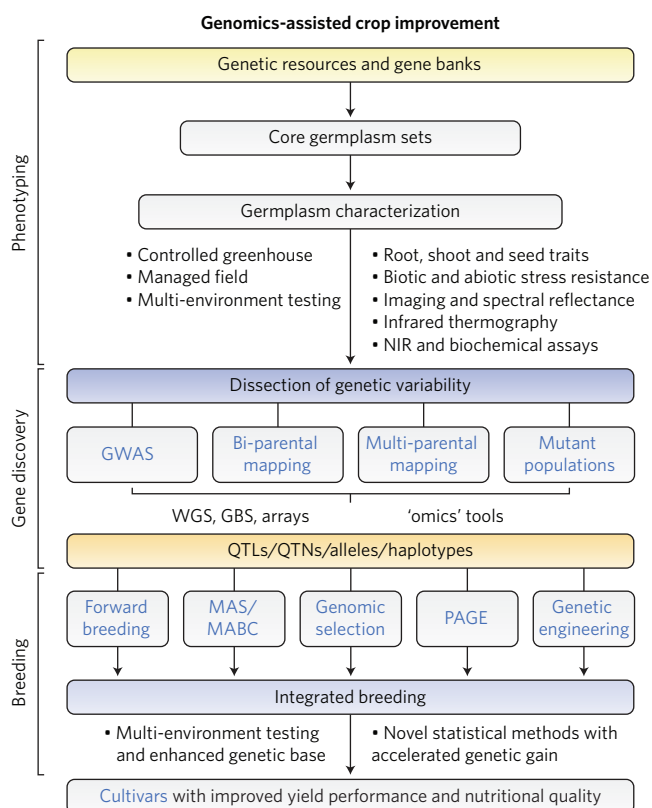 Genomics-assisted crop improvement
Phenotyping
Genetic resources and gene banks
Core germplasm sets
Germplasm characterization
• Controlled greenhouse
• Managed field
• Multi-environment testing
• Root, shoot and seed traits
• Biotic and abiotic stress resistance
• Imaging and spectral reflectance
• Infrared thermography
• NIR and biochemical assays
Gene discovery
Dissection of genetic variability
GWAS
Bi-parental
mapping
Multi-parental
mapping
Mutant
populations
WGS, GBS, arrays
'omics' tools
QTLs/QTNs/alleles/haplotypes
Breeding
Forward
breeding
MAS/
MABC
Genomic
selection
PAGE
Genetic
engineering
Integrated breeding
• Multi-environment testing
and enhanced genetic base
• Novel statistical methods with
accelerated genetic gain
Cultivars with improved yield performance and nutritional quality